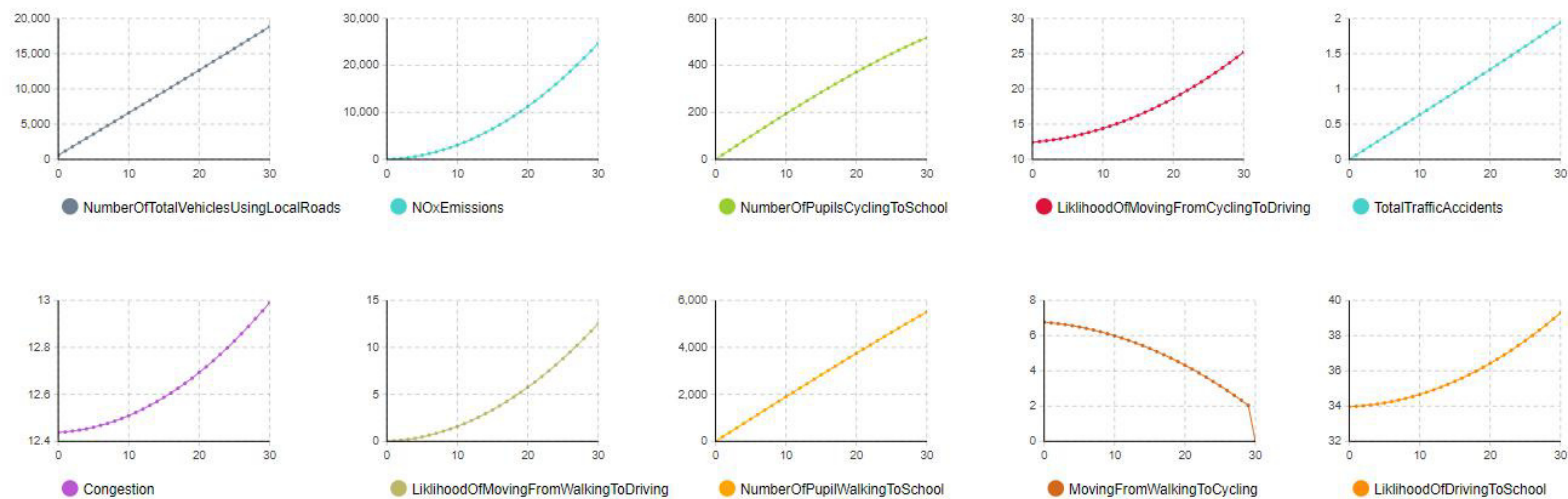 20,000
15,000
10,000
5,000
0
0 10 20 30
NumberOfTotalVehiclesUsingLocalRoads
30,000
20,000
10,000
0
0 10 20 30
NOxEmissions
600
400
200
0
0 10 20 30
NumberOfPupilsCyclingToSchool
30
25
20
15
10
0 10 20 30
LiklihoodOfMovingFromCyclingToDriving
2
1.5
1
0.5
0
0 10 20 30
TotalTrafficAccidents
13
12.8
12.6
12.4
0 10 20 30
Congestion
15
10
5
0
0 10 20 30
LiklihoodOfMovingFromWalkingToDriving
6,000
4,000
2,000
0
0 10 20 30
NumberOfPupilWalkingToSchool
8
6
4
2
0
0 10 20 30
MovingFromWalkingToCycling
40
38
36
34
32
0 10 20 30
LiklihoodOfDrivingToSchool